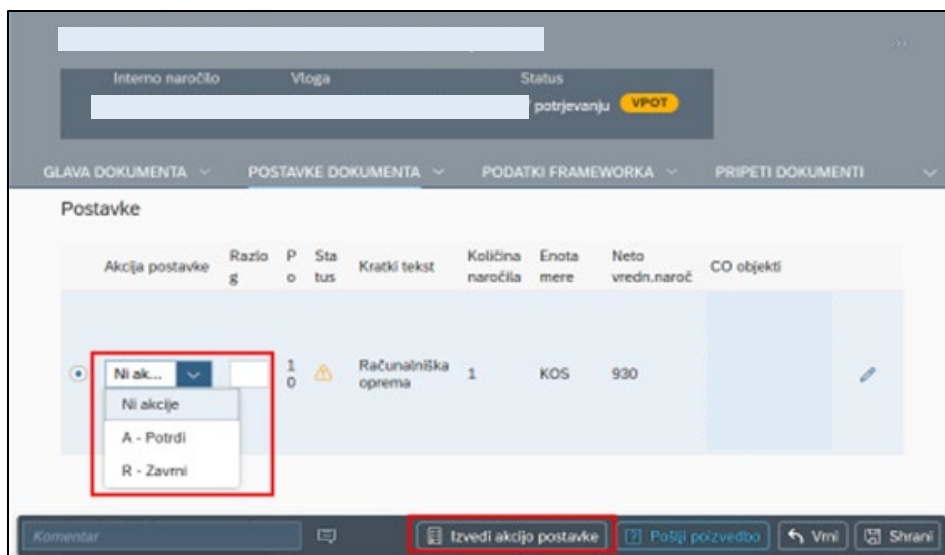 Interno naročilo Vloga Status
potrjevanju VPOT
GLAVA DOKUMENTA POSTAVKE DOKUMENTA PODATKI FRAMEWORKA PRIPETI DOKUMENTI
Postavke
Akcija postavke Razlo P Sta Kratki tekst Količina Enota Neto CO objekti
g o tus naročila mere vredn.naroč
Ni ak... 1 Računalniška 1 KOS 930
0 oprema
Ni akcije
A - Potrdi
R - Zavrni
Komentar Izvedi akcijo postavke Pošlji poizvedbo Vrni Shrani